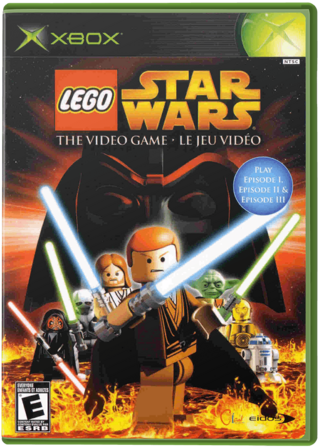 XBOX
NTSC
LEGO
STAR
WARS
THE VIDEO GAME · LE JEU VIDÉO
PLAY
EPISODE I,
EPISODE II &
EPISODE III
EVERYONE
E
ESRB
eidos